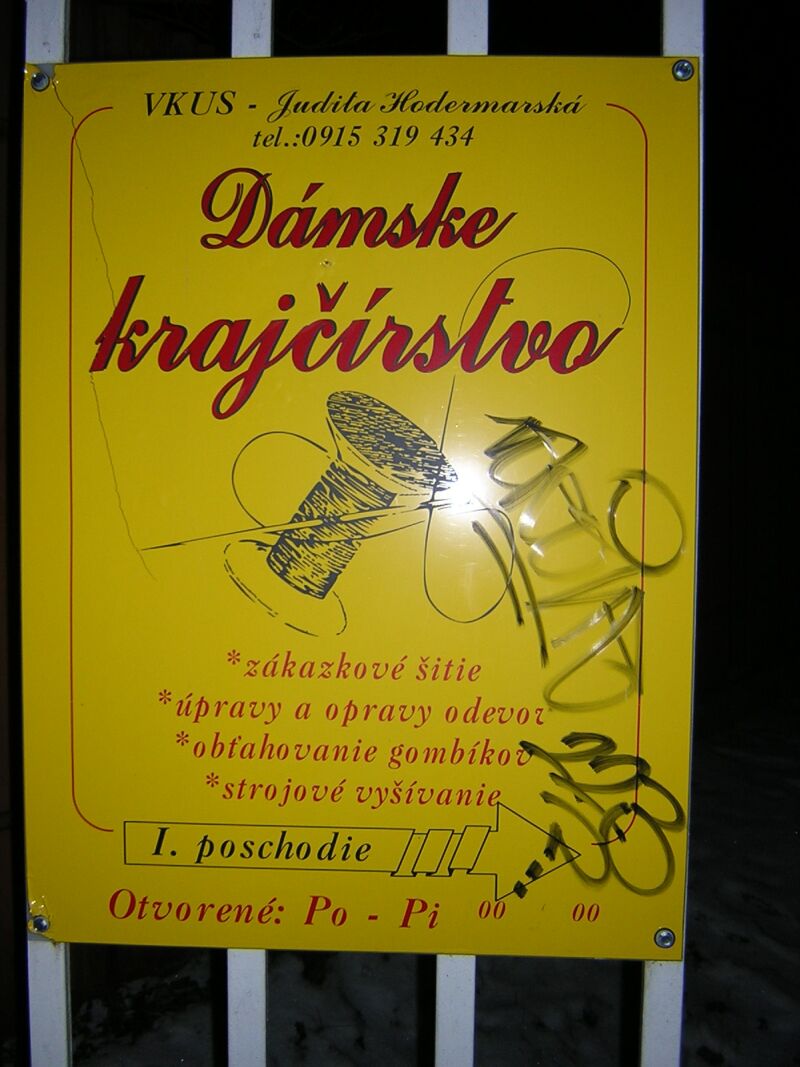 VKUS - Judita Hodermarská
tel.:0915 319 434
Dámske
krajčírstvo
*zákazkové šitie
*úpravy a opravy odevov
*obťahovanie gombíkov
*strojové vyšívanie
I. poschodie
Otvorené: Po - Pi 00 00